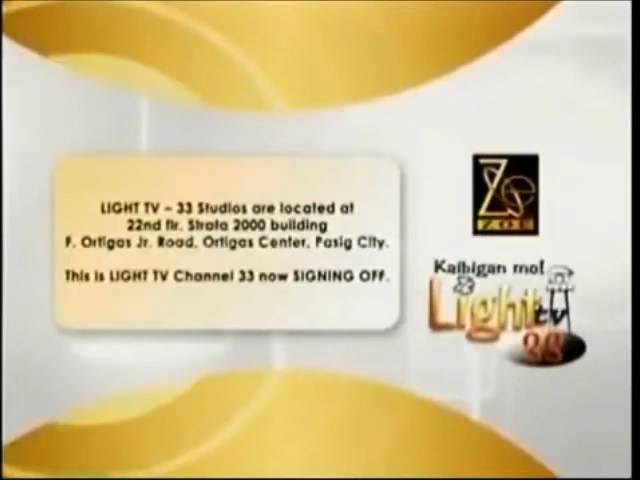 LIGHT TV – 33 Studios are located at
22nd flr. Strata 2000 building
F. Ortigas Jr. Road, Ortigas Center, Pasig City.
This is LIGHT TV Channel 33 now SIGNING OFF.
ZOE
Kaibigan mo!
Light tv
33